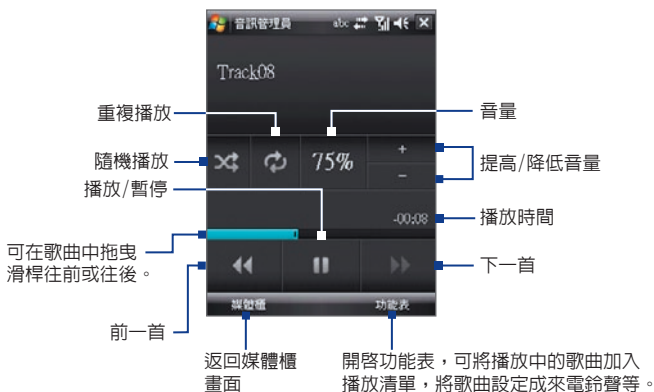 音訊管理員 abc
Track08
重複播放
音量
隨機播放
75%
+
-
提高/降低音量
播放/暫停
-00:08
播放時間
可在歌曲中拖曳
滑桿往前或往後。
下一首
媒體櫃 功能表
前一首
返回媒體櫃
畫面
開啓功能表，可將播放中的歌曲加入
播放清單，將歌曲設定成來電鈴聲等。